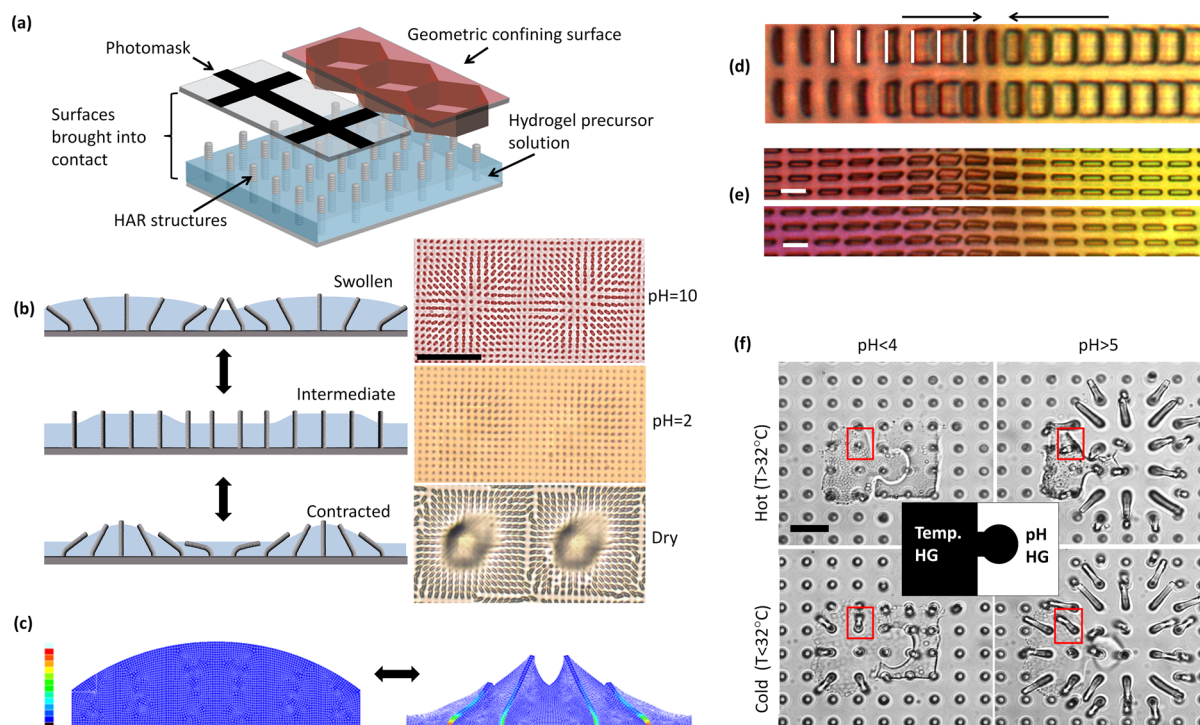 (a)
Photomask
Geometric confining surface
Surfaces
brought into
contact
Hydrogel precursor
solution
HAR structures
(b)
Swollen
pH=10
Intermediate
pH=2
Contracted
Dry
(c)
(d)
(e)
(f)
pH<4
pH>5
Hot (T>32°C)
Temp.
HG
pH
HG
Cold (T<32°C)